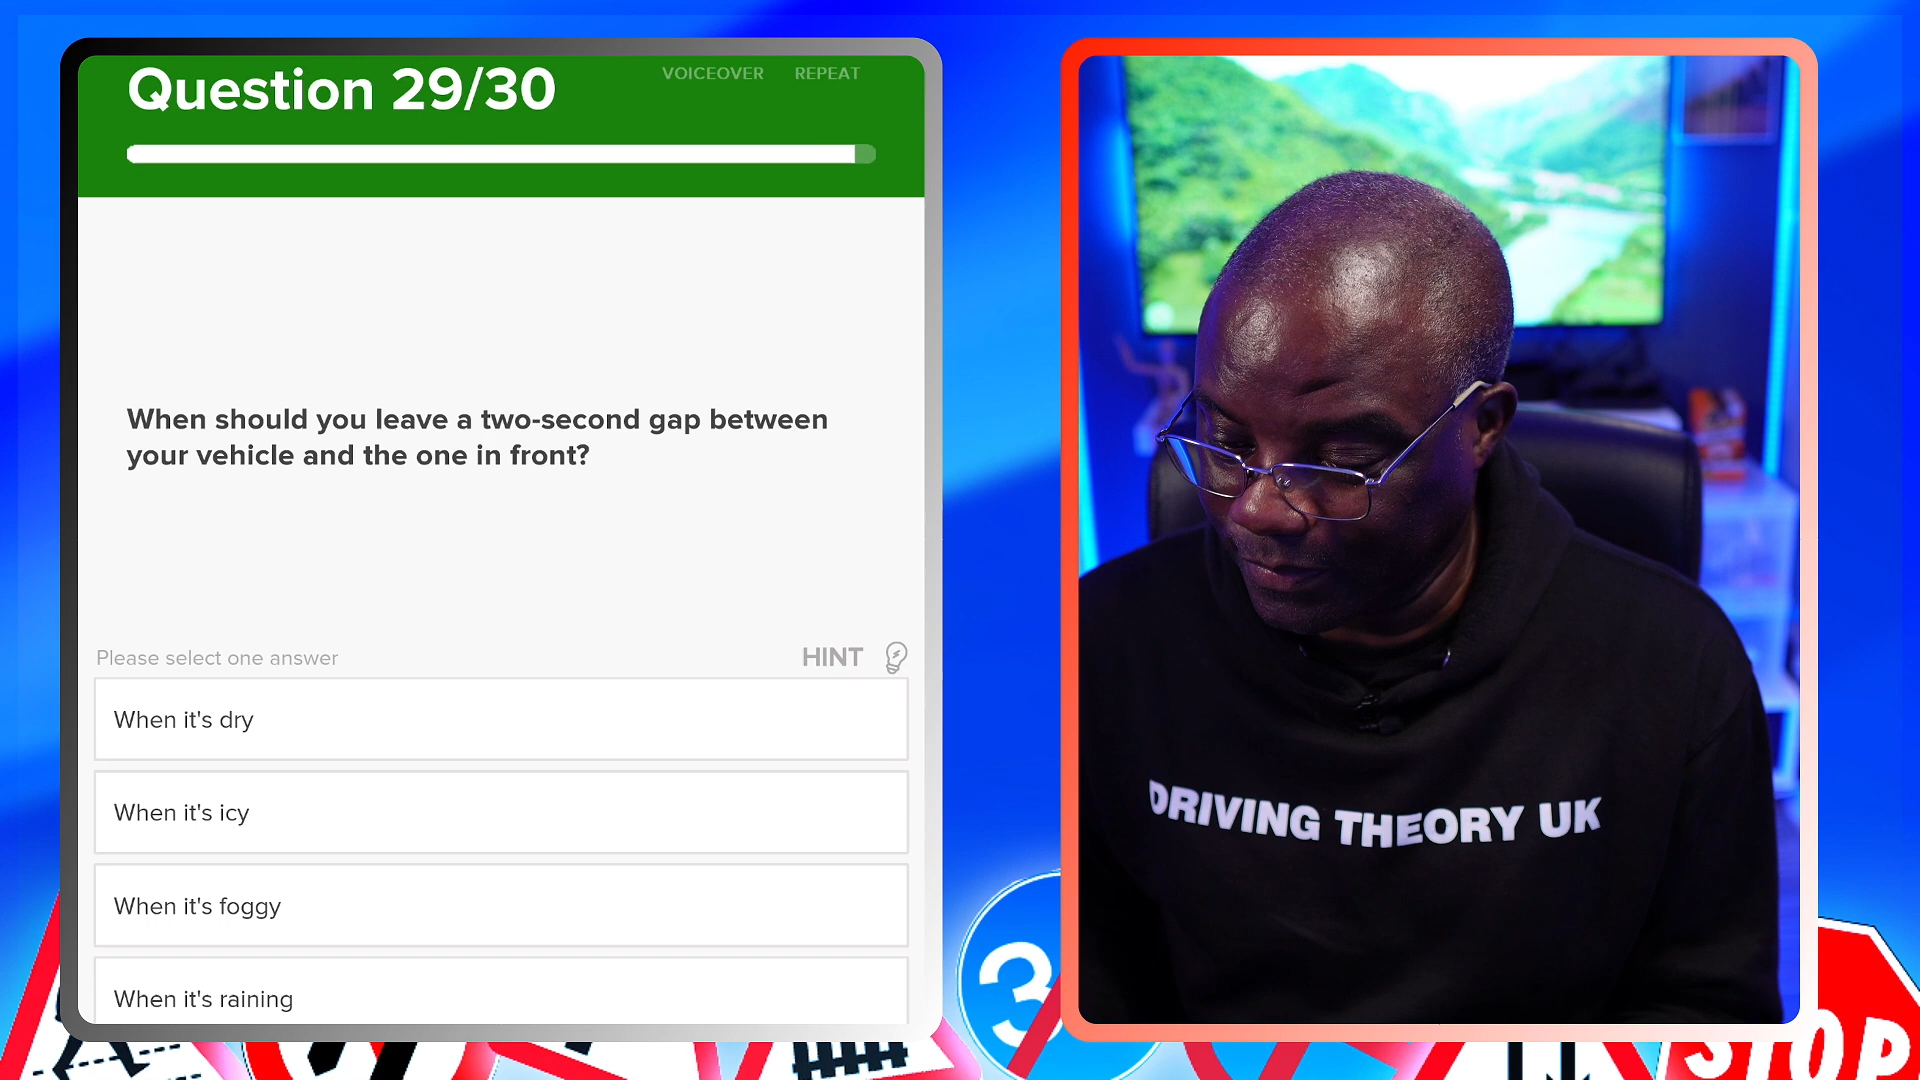 Question 29/30
VOICEOVER REPEAT
When should you leave a two-second gap between
your vehicle and the one in front?
Please select one answer
HINT
When it's dry
When it's icy
When it's foggy
When it's raining
DRIVING THEORY UK
3
STOP